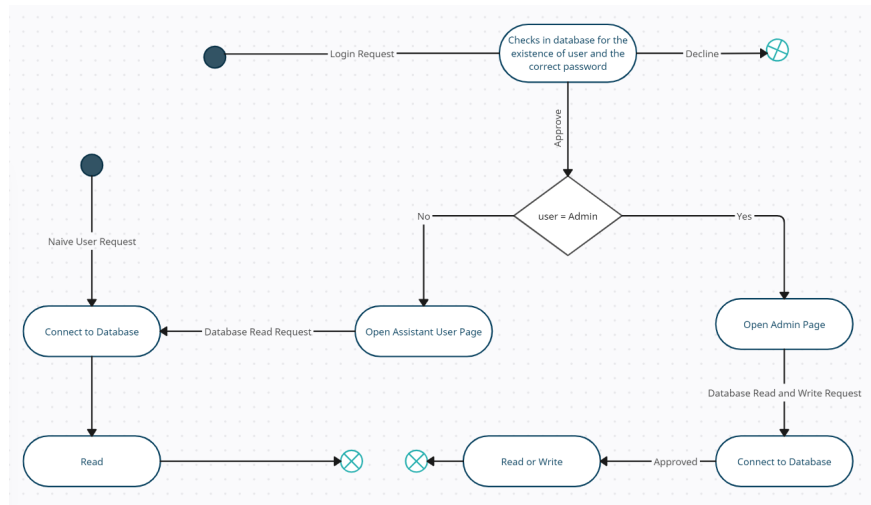 Checks in database for the
existence of user and the
correct password
Login Request
Decline
Approve
user = Admin
No
Yes
Naive User Request
Connect to Database
Database Read Request
Open Assistant User Page
Open Admin Page
Database Read and Write Request
Read
Read or Write
Approved
Connect to Database